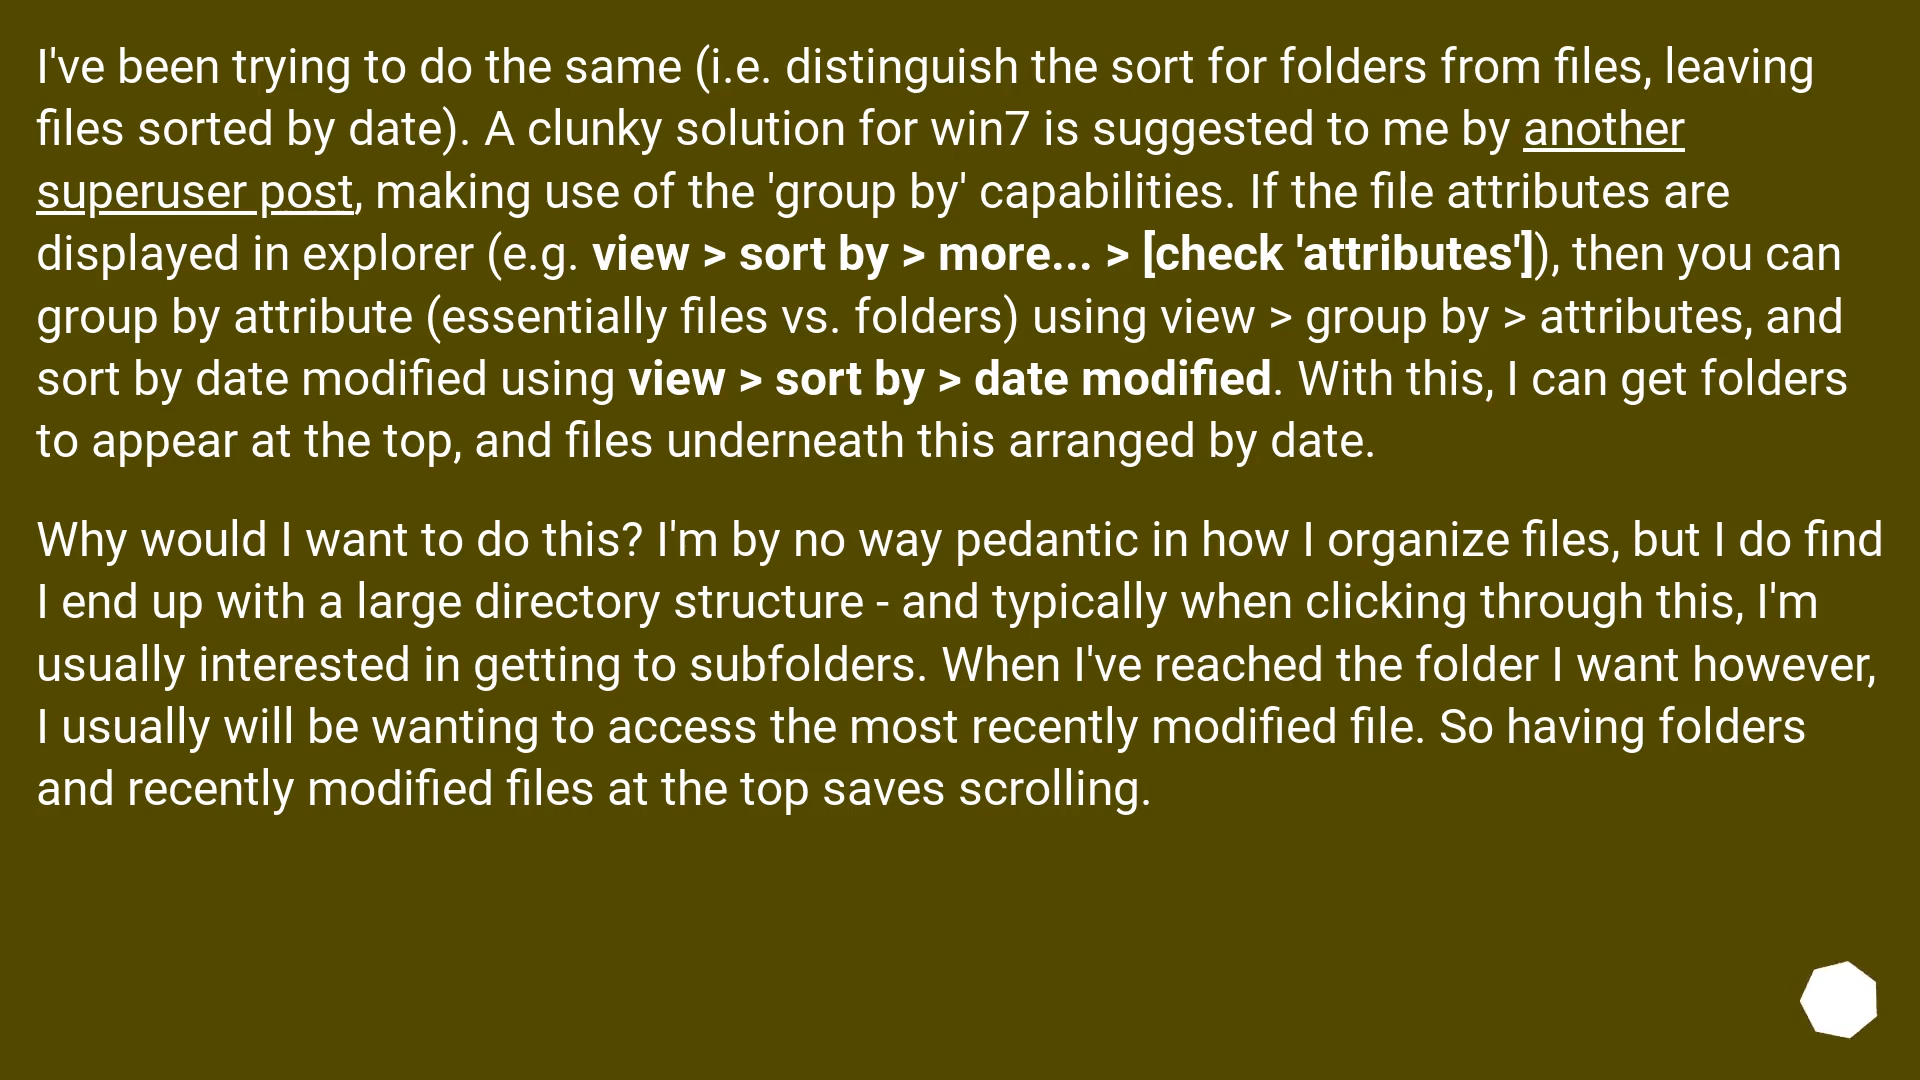 I've been trying to do the same (i.e. distinguish the sort for folders from files, leaving
files sorted by date). A clunky solution for win7 is suggested to me by another
superuser post, making use of the 'group by' capabilities. If the file attributes are
displayed in explorer (e.g. view > sort by > more... > [check 'attributes']), then you can
group by attribute (essentially files vs. folders) using view > group by > attributes, and
sort by date modified using view > sort by > date modified. With this, I can get folders
to appear at the top, and files underneath this arranged by date.
Why would I want to do this? I'm by no way pedantic in how I organize files, but I do find
I end up with a large directory structure - and typically when clicking through this, I'm
usually interested in getting to subfolders. When I've reached the folder I want however,
I usually will be wanting to access the most recently modified file. So having folders
and recently modified files at the top saves scrolling.